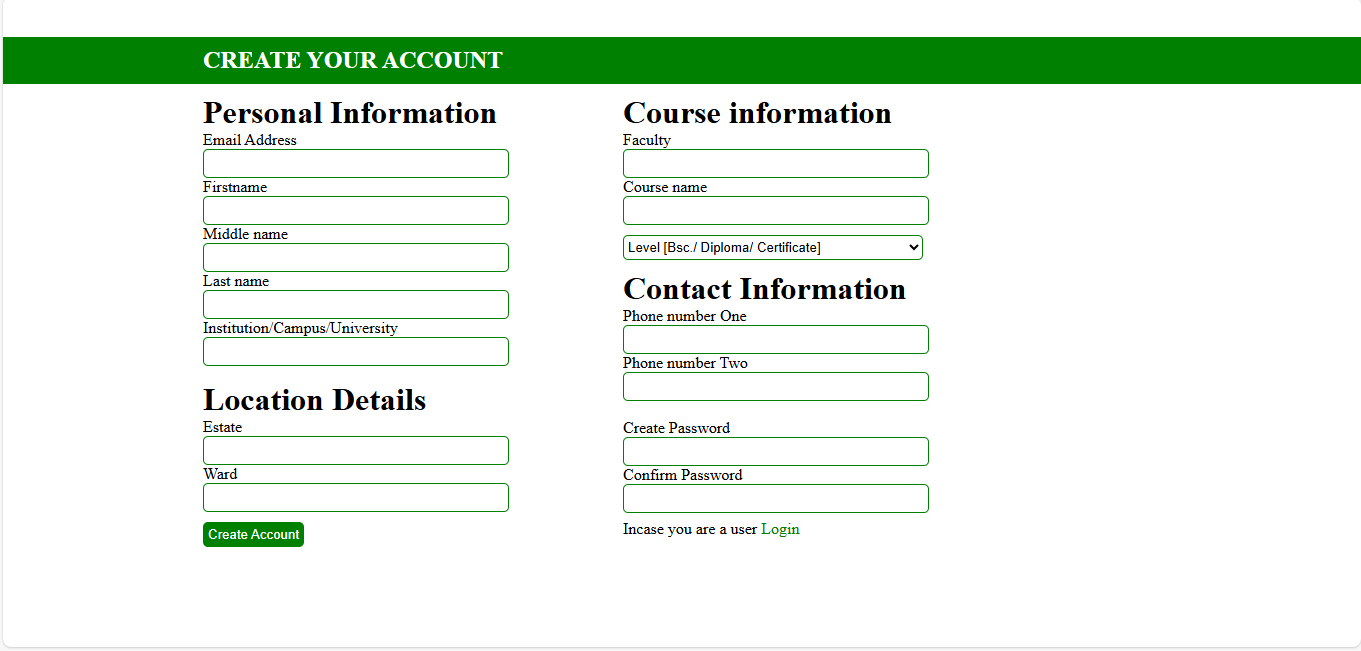 CREATE YOUR ACCOUNT
Personal Information
Email Address
Firstname
Middle name
Last name
Institution/Campus/University
Location Details
Estate
Ward
Create Account
Course information
Faculty
Course name
Level [Bsc./ Diploma/ Certificate]
Contact Information
Phone number One
Phone number Two
Create Password
Confirm Password
Incase you are a user Login